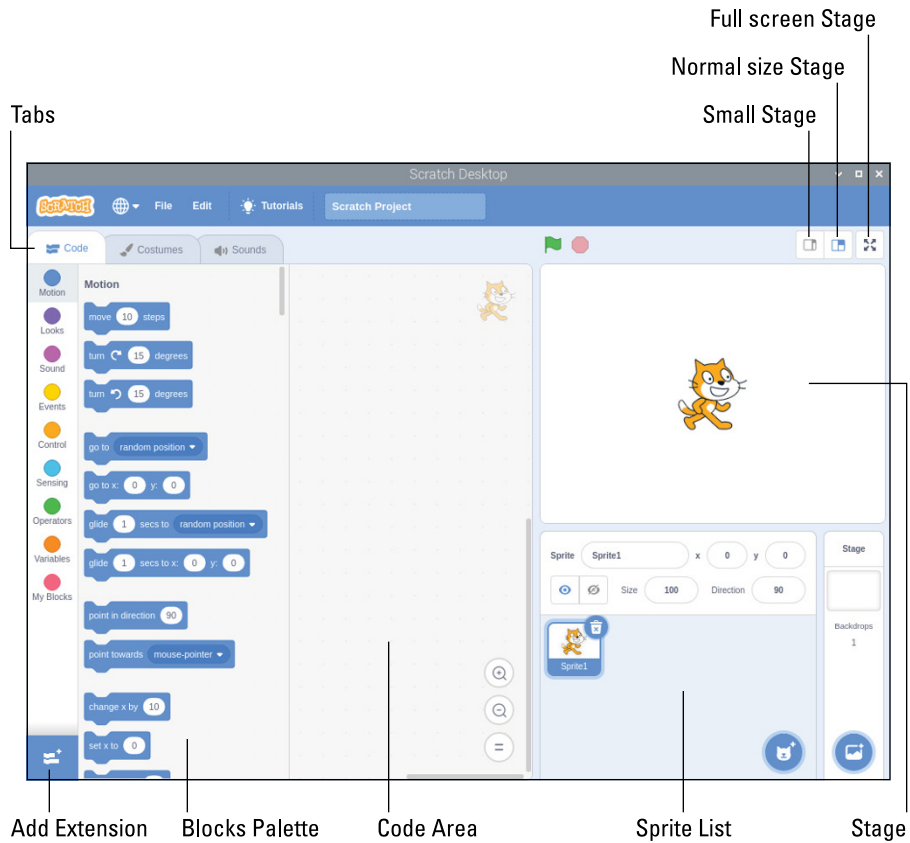 Full screen Stage
Normal size Stage
Tabs
Small Stage
Scratch Desktop
SCRATCH
File
Edit
Tutorials
Scratch Project
Code
Costumes
Sounds
Motion
Looks
Sound
Events
Control
Sensing
Operators
Variables
My Blocks
Motion
move 10 steps
turn 15 degrees
turn 15 degrees
go to random position
go to x: 0 y: 0
glide 1 secs to random position
glide 1 secs to x: 0 y: 0
point in direction 90
point towards mouse-pointer
change x by 10
set x to 0
Sprite Sprite1 x 0 y 0
Size 100 Direction 90
Sprite1
Stage
Backdrops
1
Add Extension
Blocks Palette
Code Area
Sprite List
Stage